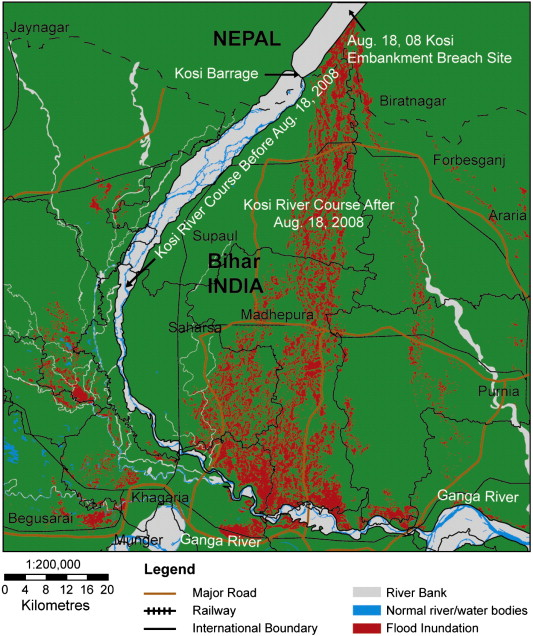 Jaynagar
NEPAL
Aug. 18, 08 Kosi
Embankment Breach Site
Kosi Barrage
Biratnagar
Kosi River Course Before Aug. 18, 2008
Forbesganj
Kosi River Course After
Aug. 18, 2008
Araria
Supaul
Bihar
INDIA
Madhepura
Saharsa
Purnia
Khagaria
Ganga River
Begusarai
Munger
Ganga River
1:200,000
0 4 8 12 16 20
Kilometres
Legend
Major Road
Railway
International Boundary
River Bank
Normal river/water bodies
Flood Inundation